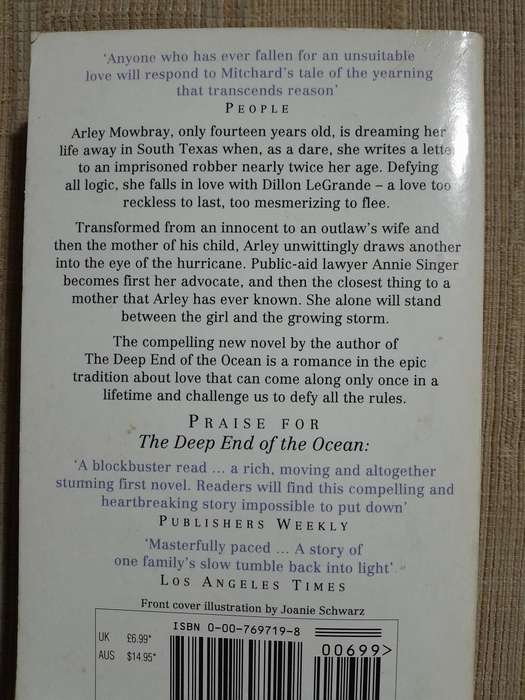 ‘Anyone who has ever fallen for an unsuitable
love will respond to Mitchard’s tale of the yearning
that transcends reason’
PEOPLE
Arley Mowbray, only fourteen years old, is dreaming her
life away in South Texas when, as a dare, she writes a letter
to an imprisoned robber nearly twice her age. Defying
all logic, she falls in love with Dillon LeGrande – a love too
reckless to last, too mesmerizing to flee.
Transformed from an innocent to an outlaw’s wife and
then the mother of his child, Arley unwittingly draws another
into the eye of the hurricane. Public-aid lawyer Annie Singer
becomes first her advocate, and then the closest thing to a
mother that Arley has ever known. She alone will stand
between the girl and the growing storm.
The compelling new novel by the author of
The Deep End of the Ocean is a romance in the epic
tradition about love that can come along only once in a
lifetime and challenge us to defy all the rules.
PRAISE FOR
The Deep End of the Ocean:
‘A blockbuster read ... a rich, moving and altogether
stunning first novel. Readers will find this compelling and
heartbreaking story impossible to put down’
PUBLISHERS WEEKLY
‘Masterfully paced ... A story of
one family’s slow tumble back into light’
LOS ANGELES TIMES
Front cover illustration by Joanie Schwarz
ISBN 0-00-769719-8
UK £6.99*
AUS $14.95*
00699>